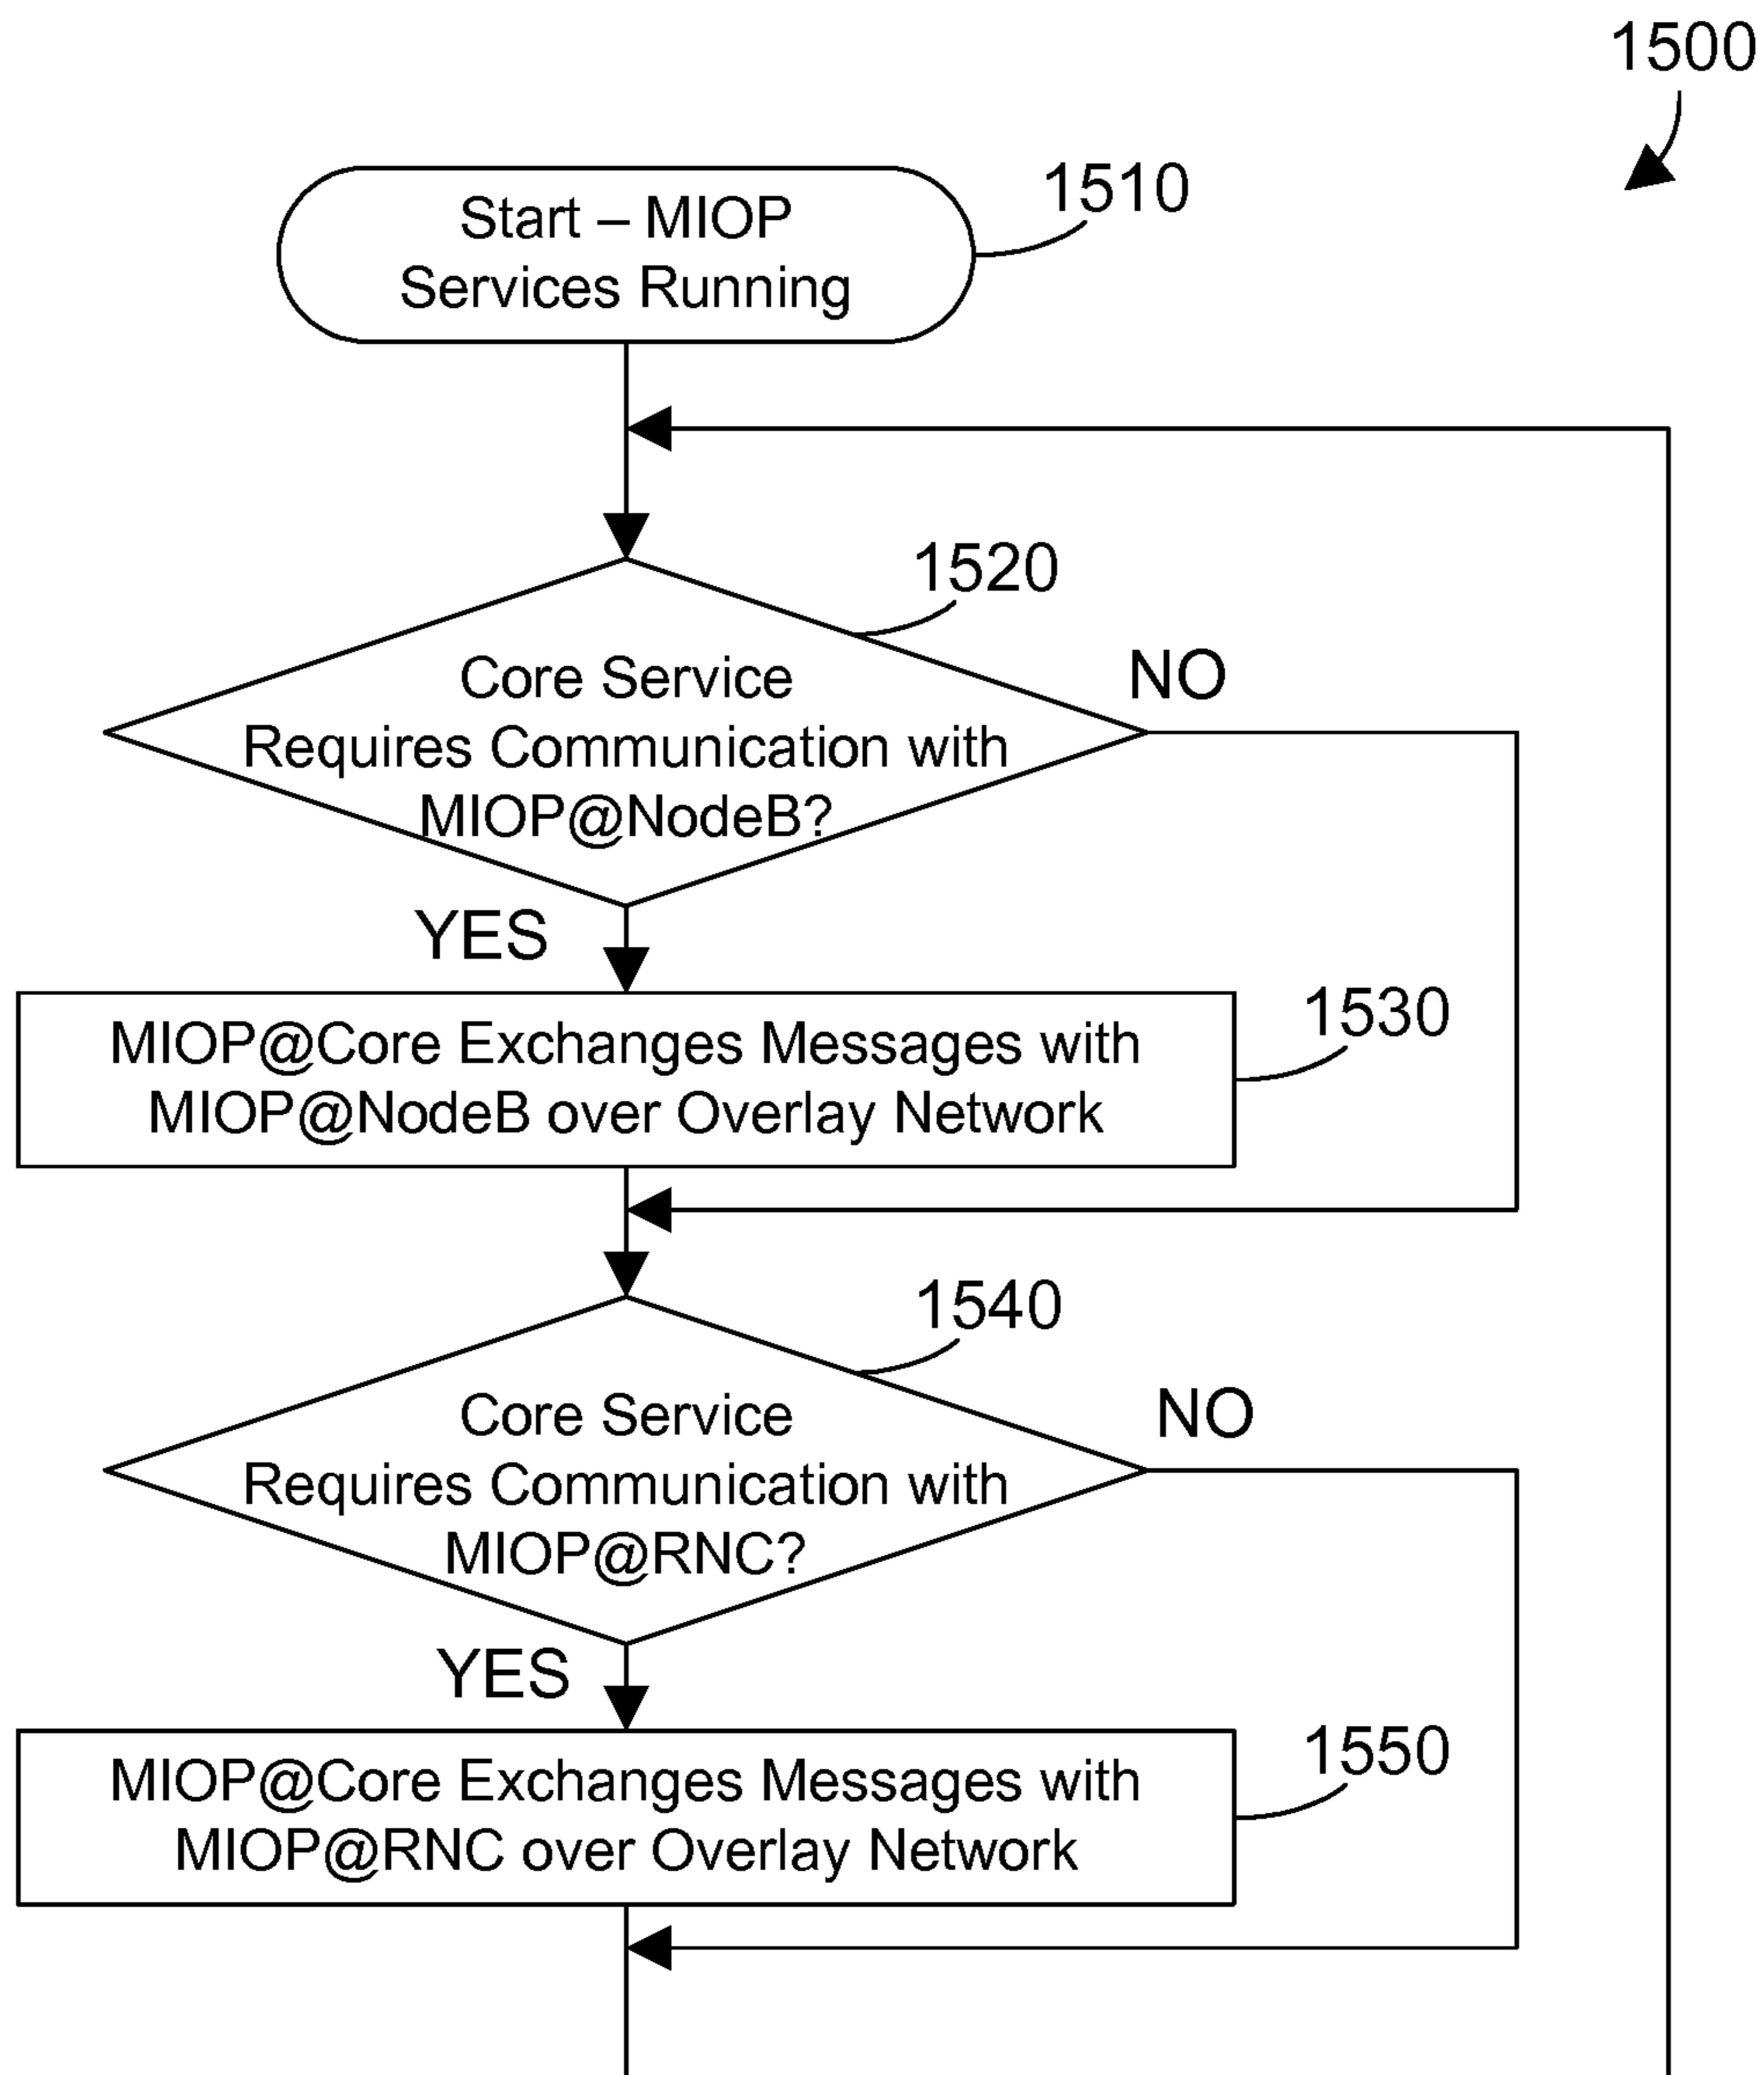 1500
Start – MIOP
Services Running
1510
1520
Core Service
Requires Communication with
MIOP@NodeB?
NO
YES
1530
MIOP@Core Exchanges Messages with
MIOP@NodeB over Overlay Network
1540
Core Service
Requires Communication with
MIOP@RNC?
NO
YES
1550
MIOP@Core Exchanges Messages with
MIOP@RNC over Overlay Network